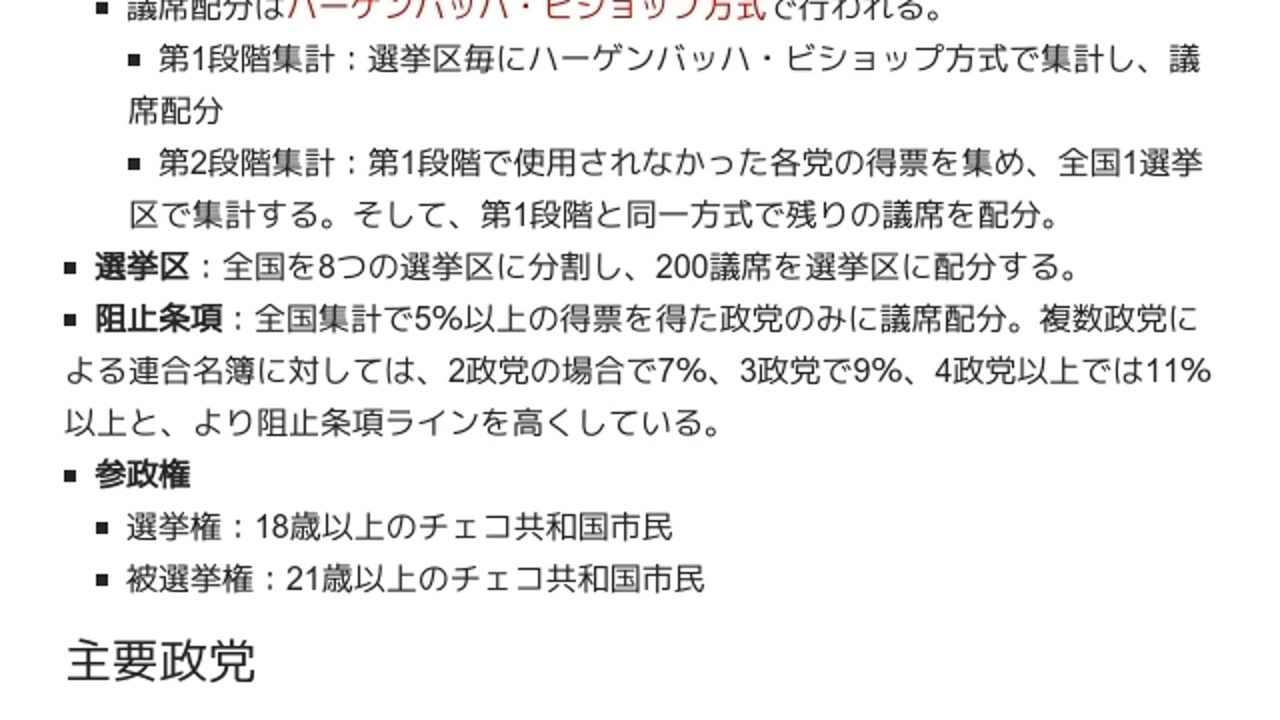 ■ 議席配分はハーゲンバッハ・ビショップ方式で行われる。
■ 第1段階集計：選挙区毎にハーゲンバッハ・ビショップ方式で集計し、議
席配分
■ 第2段階集計：第1段階で使用されなかった各党の得票を集め、全国1選挙
区で集計する。そして、第1段階と同一方式で残りの議席を配分。
■ 選挙区：全国を8つの選挙区に分割し、200議席を選挙区に配分する。
■ 阻止条項：全国集計で5%以上の得票を得た政党のみに議席配分。複数政党に
よる連合名簿に対しては、2政党の場合で7%、3政党で9%、4政党以上では11%
以上と、より阻止条項ラインを高くしている。
■ 参政権
■ 選挙権：18歳以上のチェコ共和国市民
■ 被選挙権：21歳以上のチェコ共和国市民
主要政党